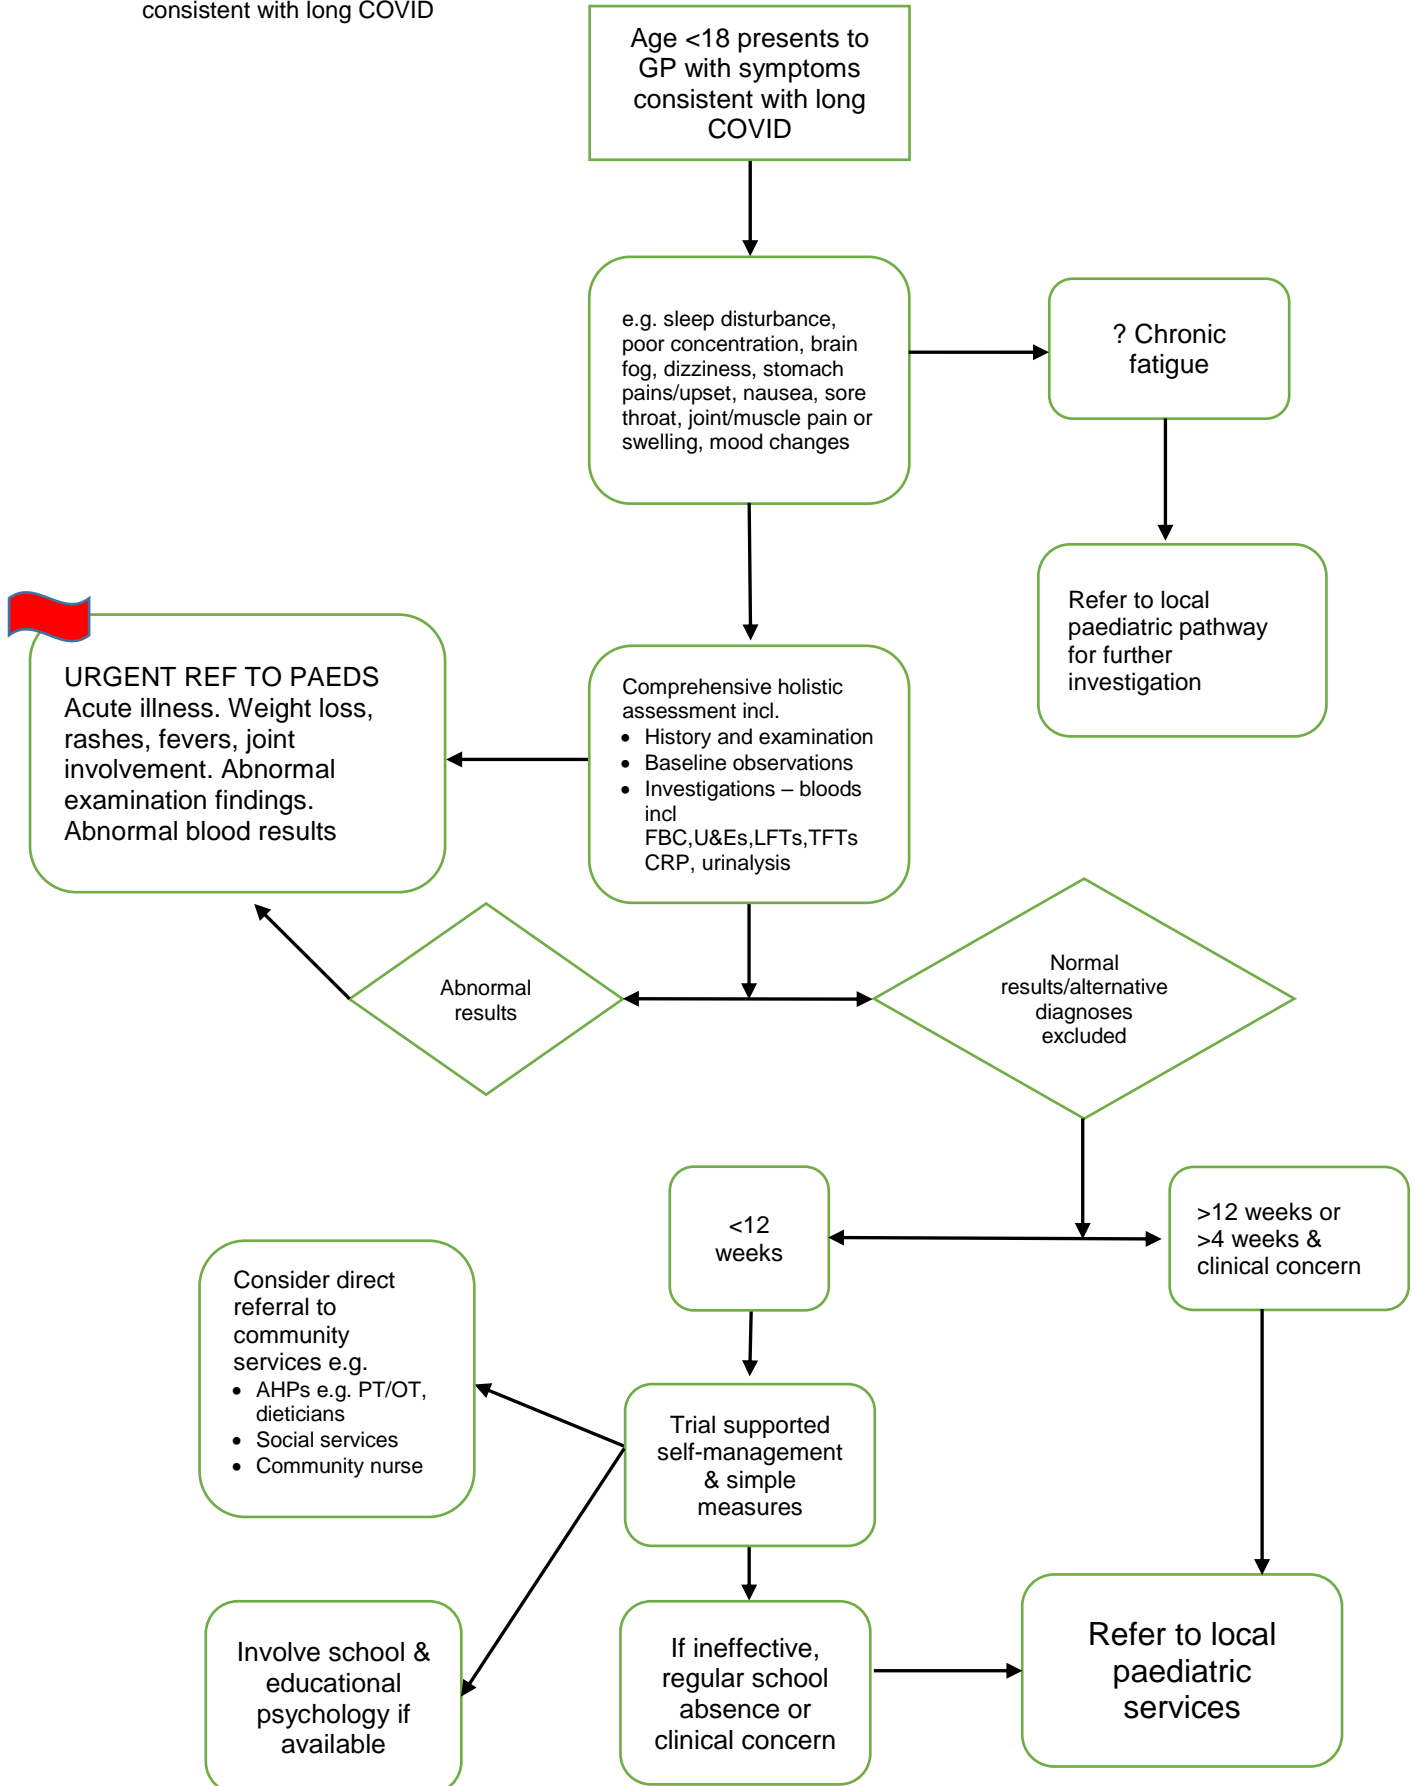 consistent with long COVID
Age <18 presents to
GP with symptoms
consistent with long
COVID
e.g. sleep disturbance,
poor concentration, brain
fog, dizziness, stomach
pains/upset, nausea, sore
throat, joint/muscle pain or
swelling, mood changes
? Chronic
fatigue
Refer to local
paediatric pathway
for further
investigation
URGENT REF TO PAEDS
Acute illness. Weight loss,
rashes, fevers, joint
involvement. Abnormal
examination findings.
Abnormal blood results
Comprehensive holistic
assessment incl.
• History and examination
• Baseline observations
• Investigations – bloods
incl
FBC,U&Es,LFTs,TFTs
CRP, urinalysis
Abnormal
results
Normal
results/alternative
diagnoses
excluded
<12
weeks
>12 weeks or
>4 weeks &
clinical concern
Consider direct
referral to
community
services e.g.
• AHPs e.g. PT/OT,
dieticians
• Social services
• Community nurse
Trial supported
self-management
& simple
measures
Involve school &
educational
psychology if
available
If ineffective,
regular school
absence or
clinical concern
Refer to local
paediatric
services